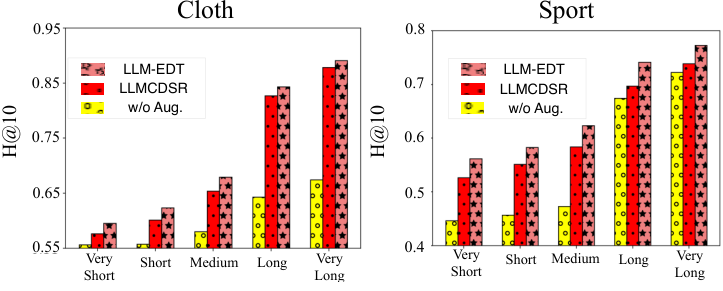 Cloth
H@10
0.95
0.85
0.75
0.65
0.55
LLM-EDT
LLMCDSR
w/o Aug.
Very
Short
Short
Medium
Long
Very
Long
Sport
H@10
0.8
0.7
0.6
0.5
0.4
LLM-EDT
LLMCDSR
w/o Aug.
Very
Short
Short
Medium
Long
Very
Long